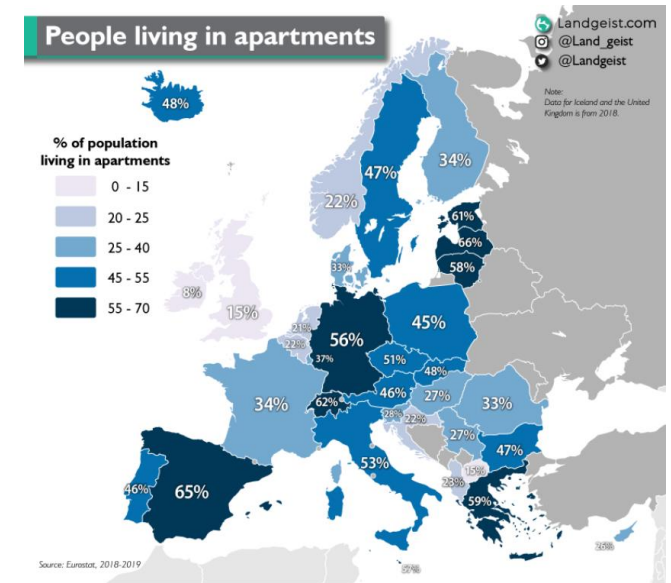 People living in apartments
Landgeist.com
@Land_geist
@Landgeist
Note:
Data for Iceland and the United
Kingdom is from 2018.
48%
% of population
living in apartments
0 - 15
20 - 25
25 - 40
45 - 55
55 - 70
47%
34%
22%
61%
66%
58%
33%
8%
15%
21%
22%
56%
37%
45%
51%
48%
34%
62%
46%
27%
33%
28%
22%
27%
47%
53%
15%
23%
46%
65%
59%
26%
57%
Source: Eurostat, 2018-2019